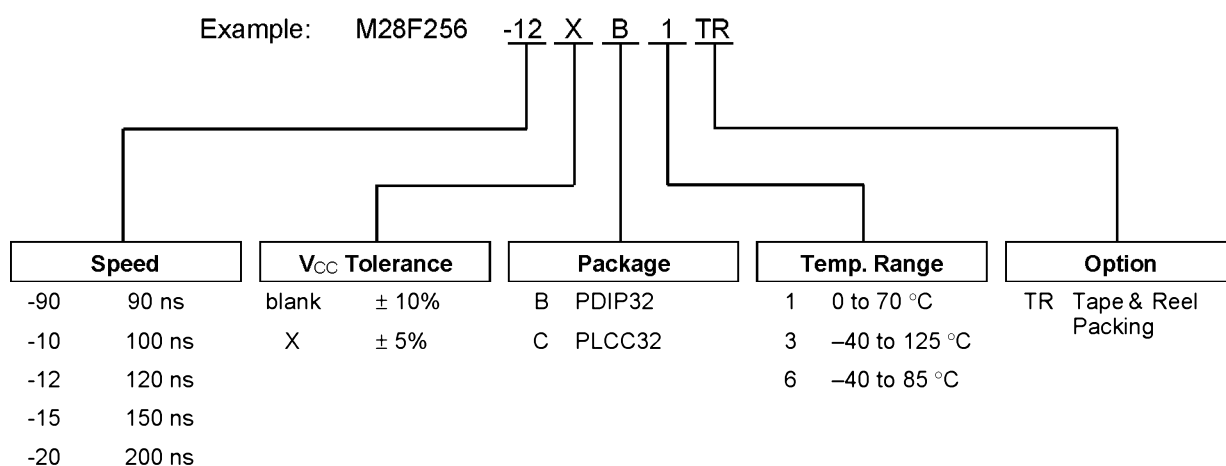 Example: M28F256 -12 X B 1 TR
Speed
-90 90 ns
-10 100 ns
-12 120 ns
-15 150 ns
-20 200 ns
VCC Tolerance
blank ± 10%
X ± 5%
Package
B PDIP32
C PLCC32
Temp. Range
1 0 to 70 °C
3 –40 to 125 °C
6 –40 to 85 °C
Option
TR Tape & Reel
Packing